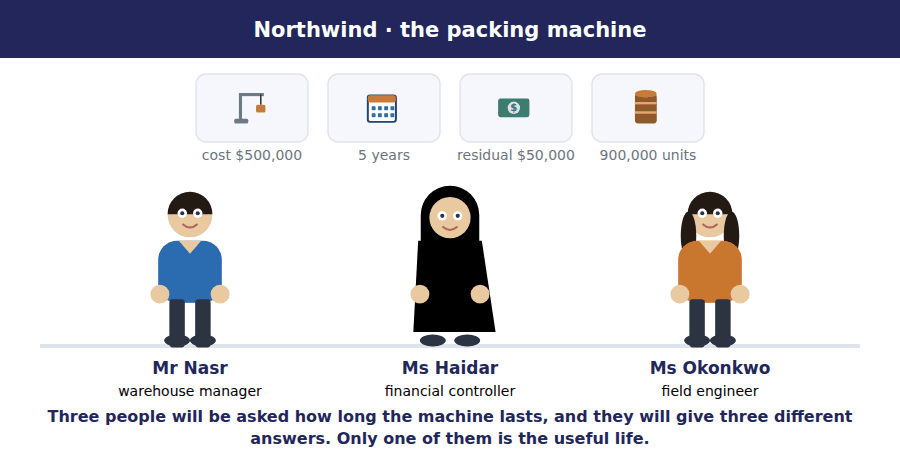 Northwind · the packing machine
$
cost $500,000
5 years
residual $50,000
900,000 units
Mr Nasr
Ms Haidar
Ms Okonkwo
warehouse manager
financial controller
field engineer
Three people will be asked how long the machine lasts, and they will give three different
answers. Only one of them is the useful life.